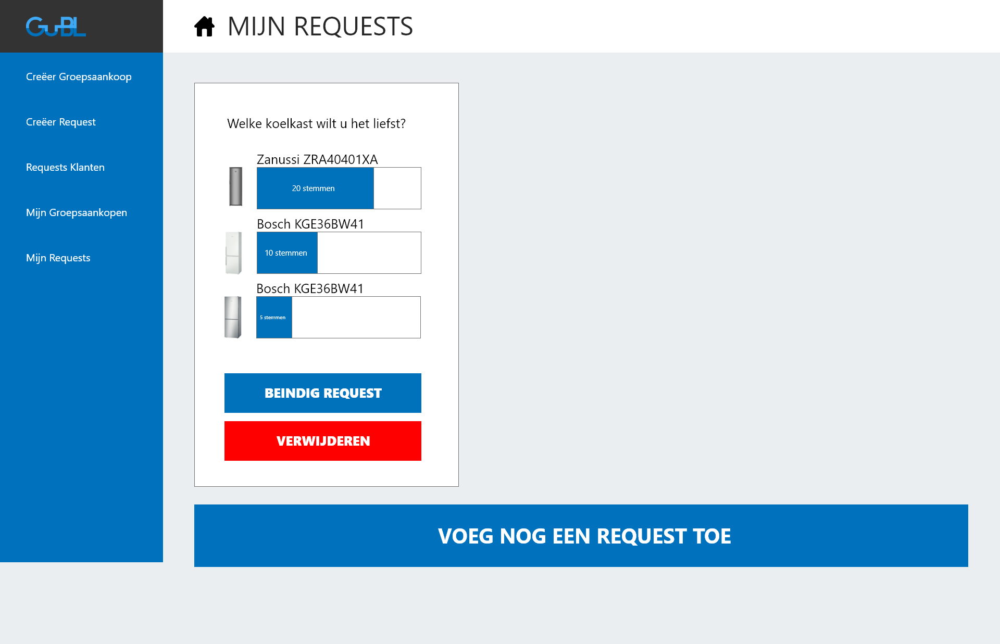 GuBL
MIJN REQUESTS
Creëer Groepsaankoop
Creëer Request
Requests Klanten
Mijn Groepsaankopen
Mijn Requests
Welke koelkast wilt u het liefst?
Zanussi ZRA40401XA
20 stemmen
Bosch KGE36BW41
10 stemmen
Bosch KGE36BW41
5 stemmen
BEINDIG REQUEST
VERWIJDEREN
VOEG NOG EEN REQUEST TOE